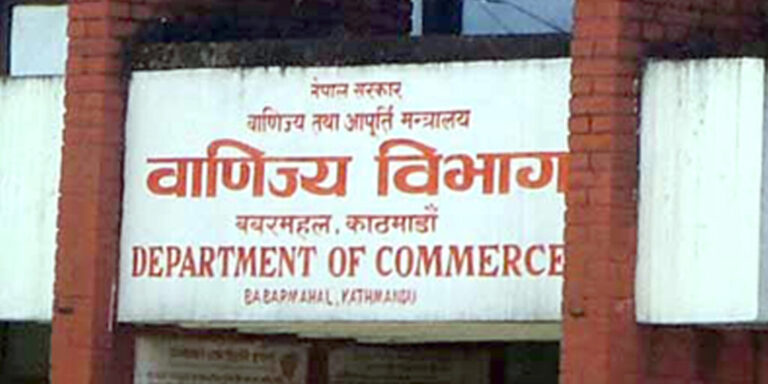 नेपाल सरकार
वाणिज्य तथा आपूर्ति मन्त्रालय
वाणिज्य विभाग
बबरमहल, काठमाडौं
DEPARTMENT OF COMMERCE
BABARMAHAL, KATHMANDU